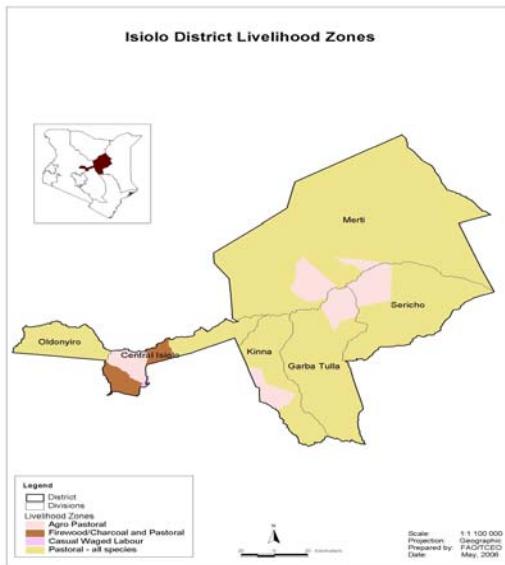 Isiolo District Livelihood Zones
Merti
Sericho
Oldonyiro
Central Isiolo
Kinna
Garba Tulla
Legend
District
Divisions
Livelihood Zones
Agro Pastoral
Firewood/Charcoal and Pastoral
Casual Waged Labour
Pastoral - all species
N
Kilometers
Scale: 1:1 100 000
Projection: Geographic
Prepared by: FAO/TCEO
Date: May, 2006